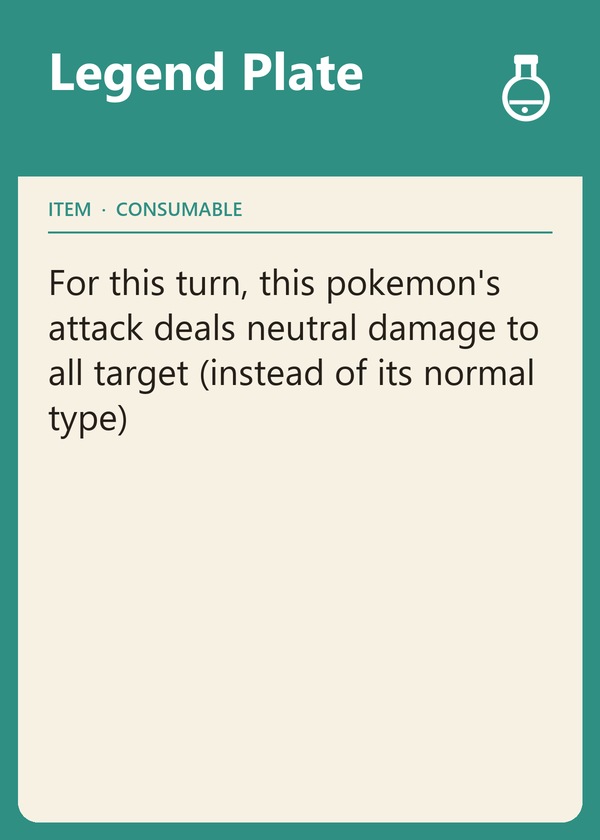 Legend Plate
ITEM · CONSUMABLE
For this turn, this pokemon's
attack deals neutral damage to
all target (instead of its normal
type)